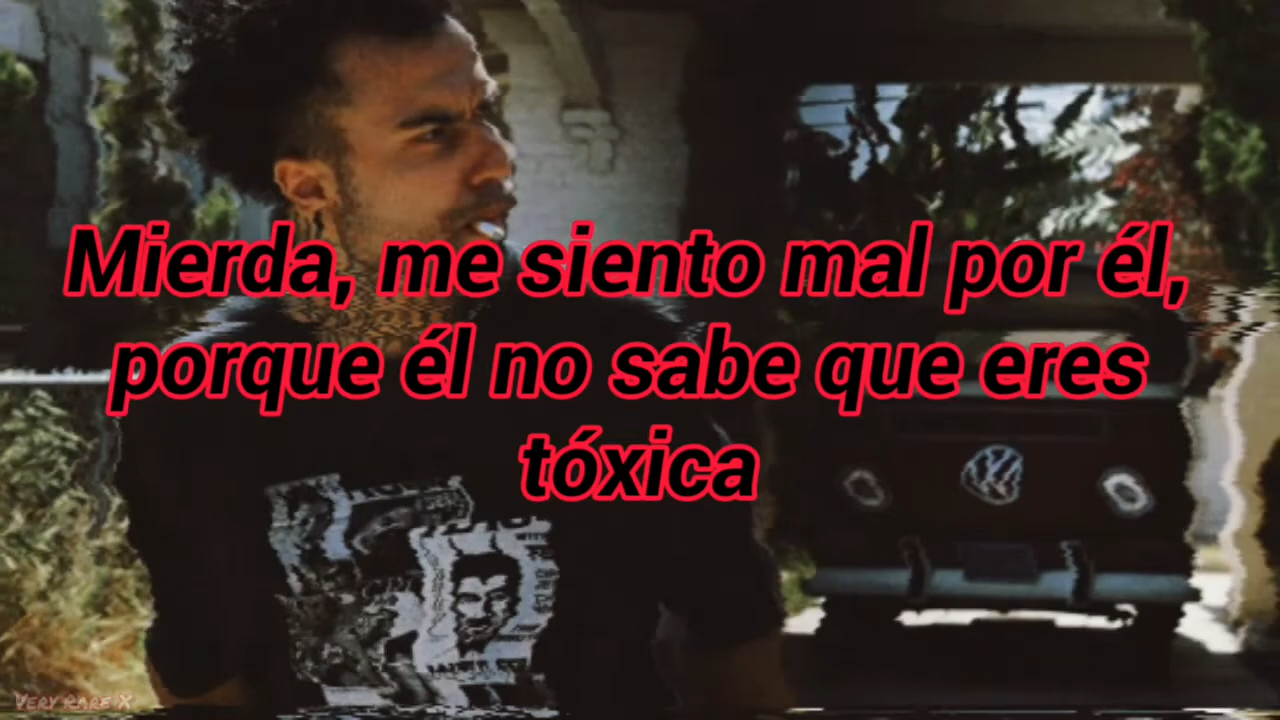 Mierda, me siento mal por él,
porque él no sabe que eres
tóxica
VERY RARE X